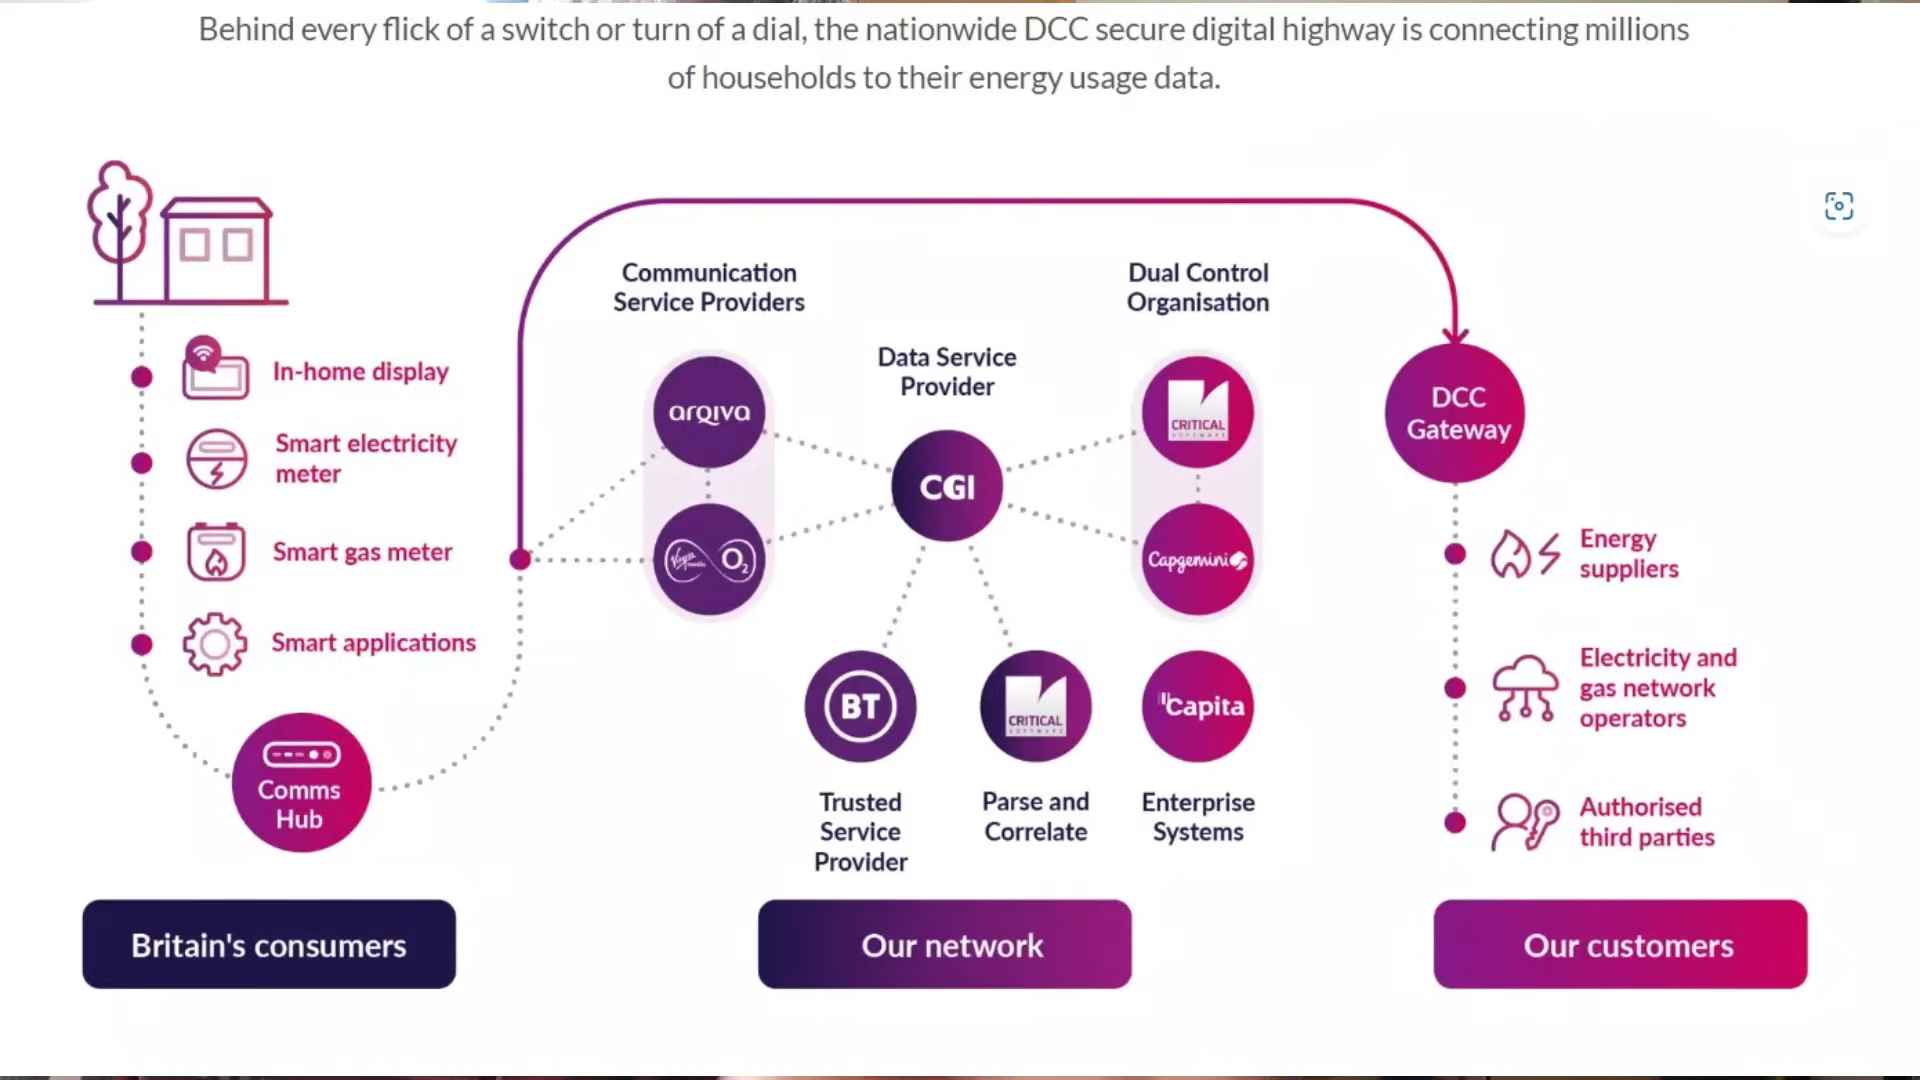 Behind every flick of a switch or turn of a dial, the nationwide DCC secure digital highway is connecting millions
of households to their energy usage data.
In-home display
Smart electricity
meter
Smart gas meter
Smart applications
Comms
Hub
Britain's consumers
Communication
Service Providers
arqiva
Virgin
media
O2
Data Service
Provider
CGI
Dual Control
Organisation
CRITICAL
SOFTWARE
Capgemini
BT
Trusted
Service
Provider
CRITICAL
SOFTWARE
Parse and
Correlate
Capita
Enterprise
Systems
Our network
DCC
Gateway
Energy
suppliers
Electricity and
gas network
operators
Authorised
third parties
Our customers